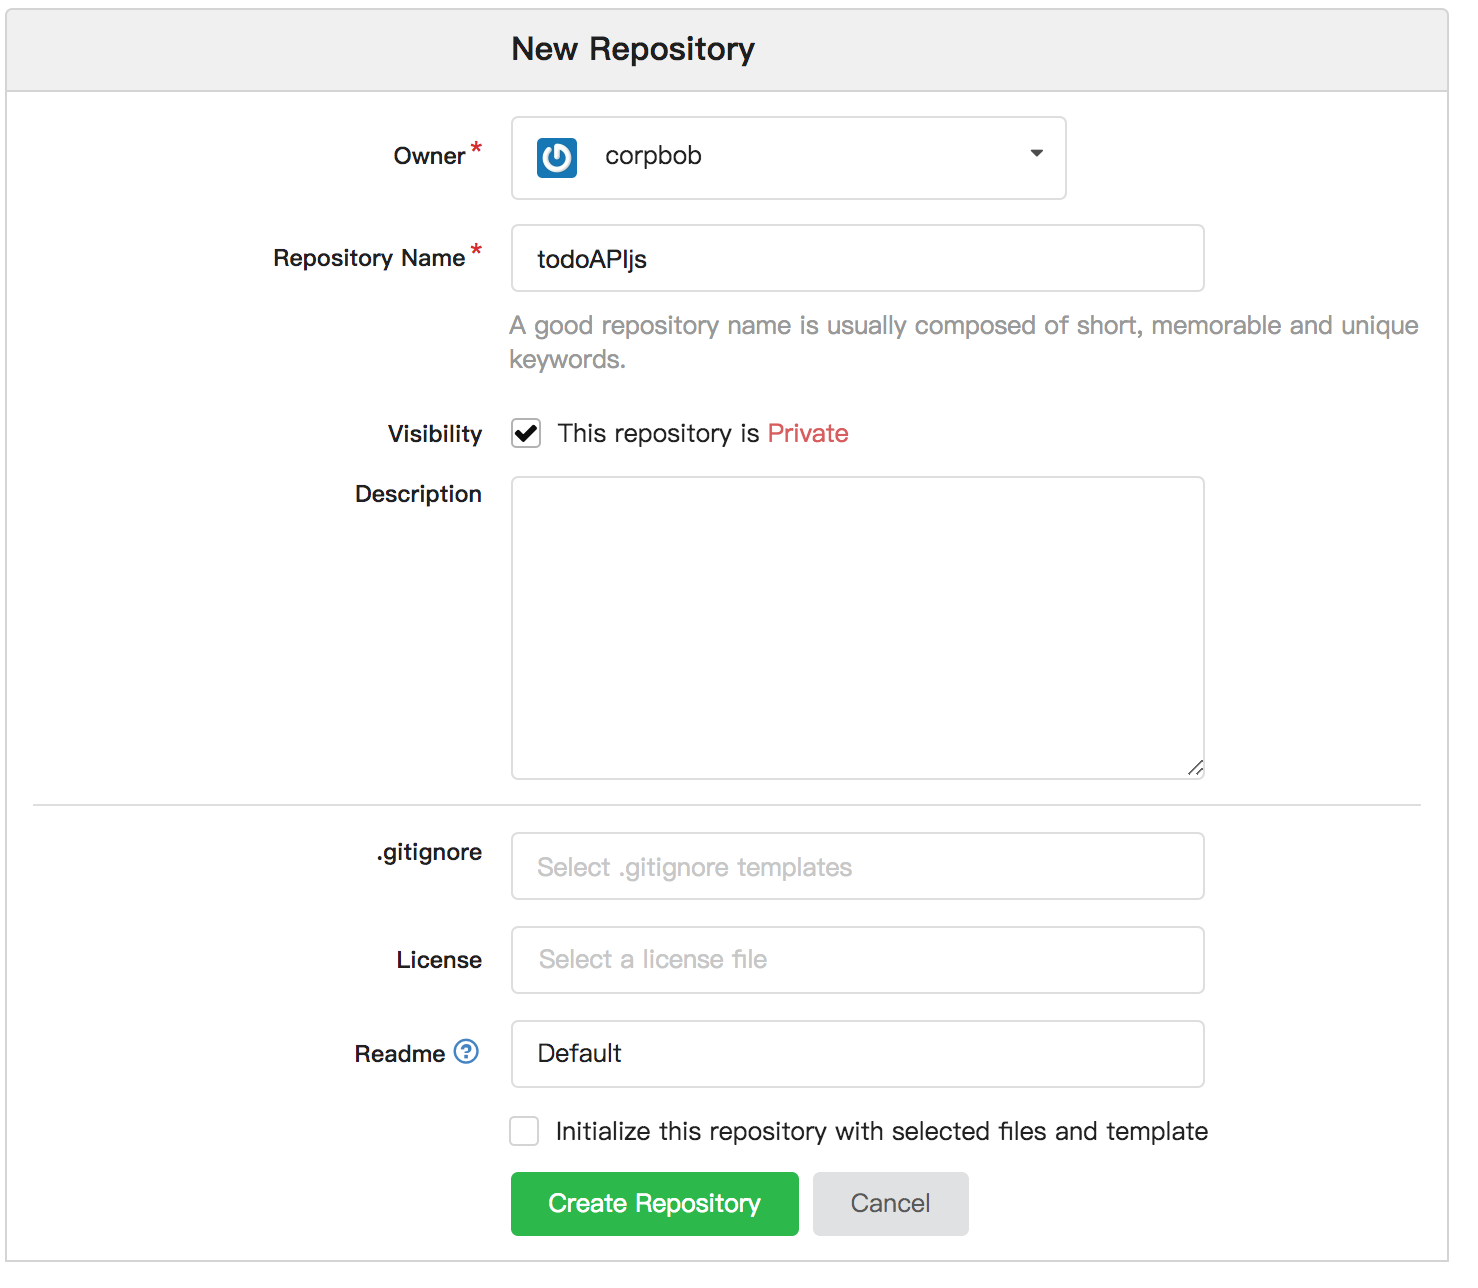 New Repository
Owner *
corpbob
Repository Name *
todoAPIjs
A good repository name is usually composed of short, memorable and unique
keywords.
Visibility
This repository is Private
Description
.gitignore
Select .gitignore templates
License
Select a license file
Readme ?
Default
Initialize this repository with selected files and template
Create Repository
Cancel